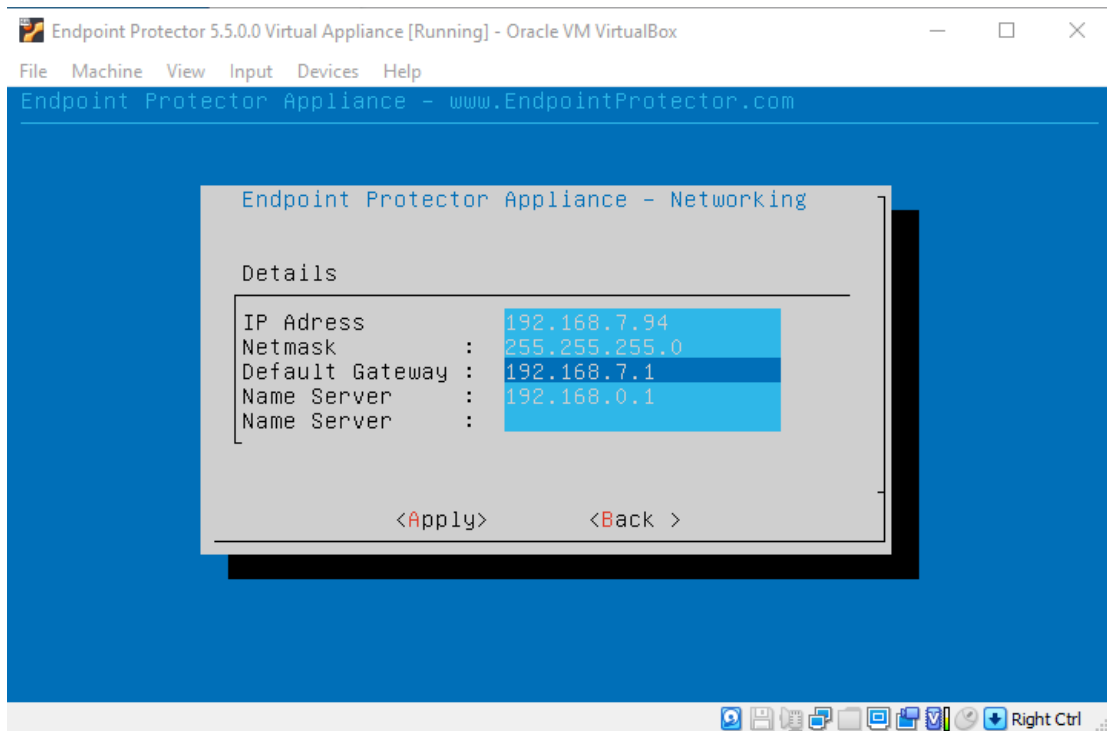 Endpoint Protector 5.5.0.0 Virtual Appliance [Running] - Oracle VM VirtualBox
File Machine View Input Devices Help
Endpoint Protector Appliance – www.EndpointProtector.com
Endpoint Protector Appliance – Networking
Details
IP Adress 192.168.7.94
Netmask : 255.255.255.0
Default Gateway : 192.168.7.1
Name Server : 192.168.0.1
Name Server :
<Apply> <Back >
Right Ctrl